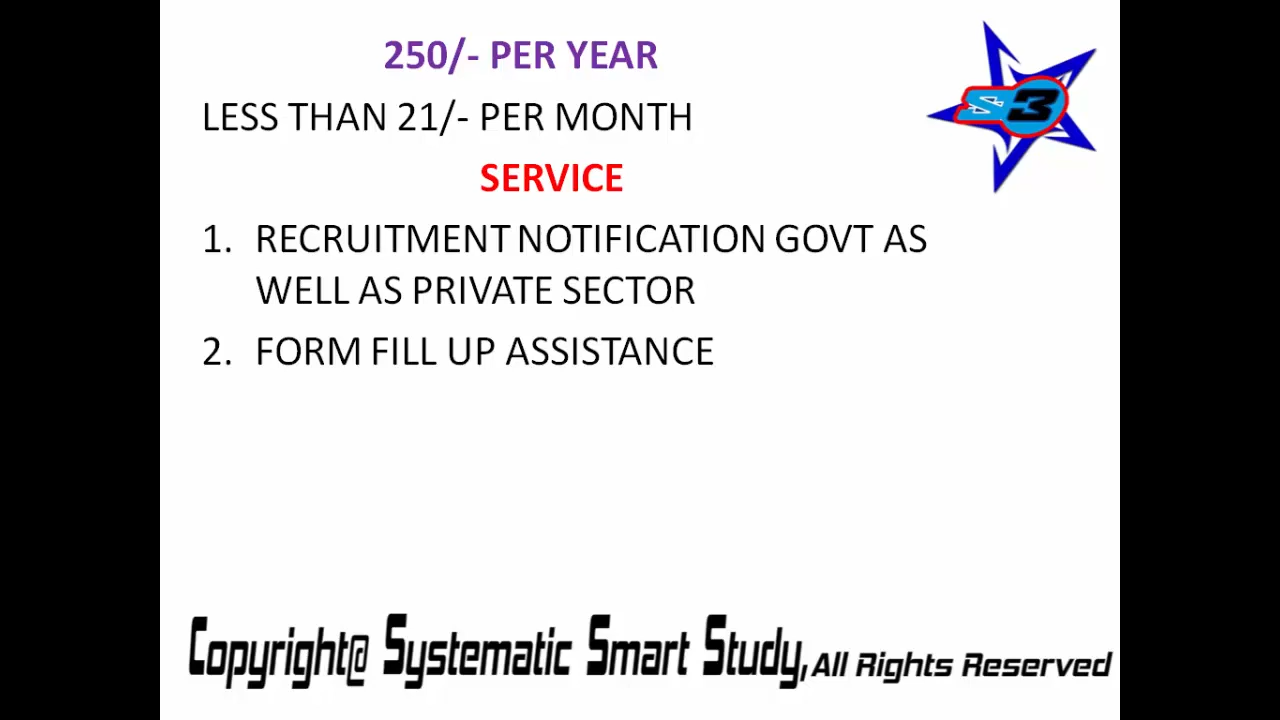 250/- PER YEAR
LESS THAN 21/- PER MONTH
S3
SERVICE
1. RECRUITMENT NOTIFICATION GOVT AS
WELL AS PRIVATE SECTOR
2. FORM FILL UP ASSISTANCE
Copyright@ Systematic Smart Study, All Rights Reserved